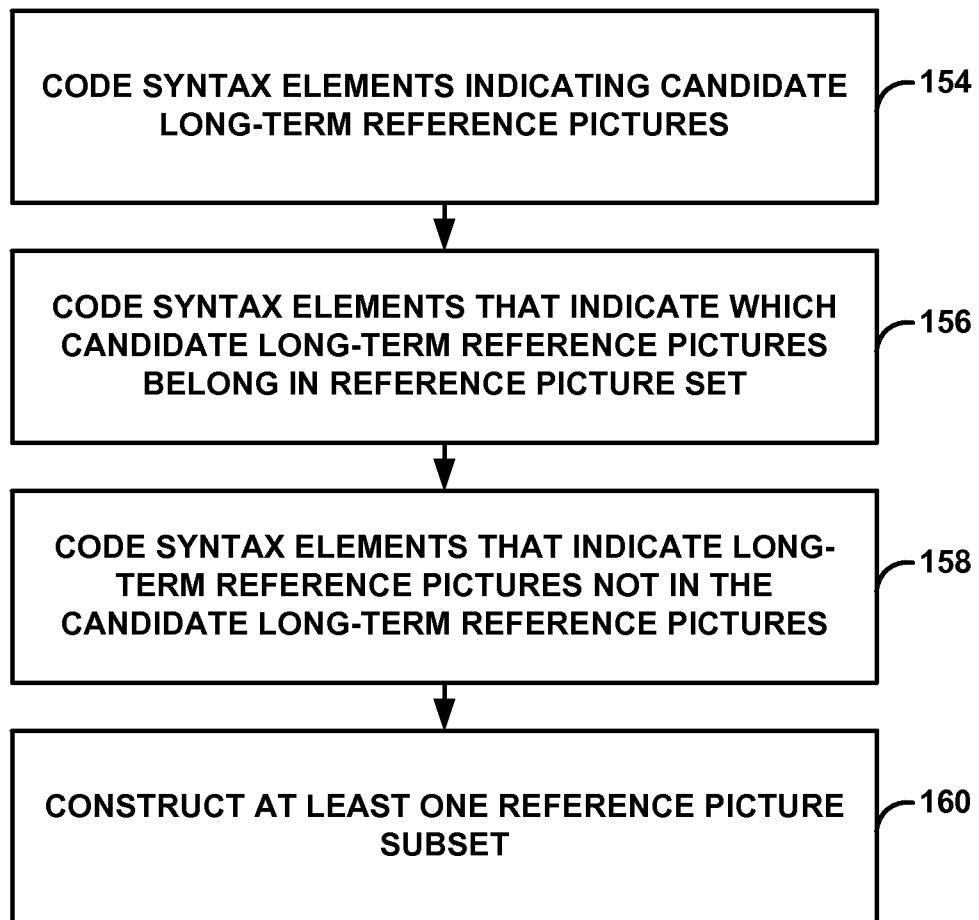 CODE SYNTAX ELEMENTS INDICATING CANDIDATE
LONG-TERM REFERENCE PICTURES
154
CODE SYNTAX ELEMENTS THAT INDICATE WHICH
CANDIDATE LONG-TERM REFERENCE PICTURES
BELONG IN REFERENCE PICTURE SET
156
CODE SYNTAX ELEMENTS THAT INDICATE LONG-
TERM REFERENCE PICTURES NOT IN THE
CANDIDATE LONG-TERM REFERENCE PICTURES
158
CONSTRUCT AT LEAST ONE REFERENCE PICTURE
SUBSET
160